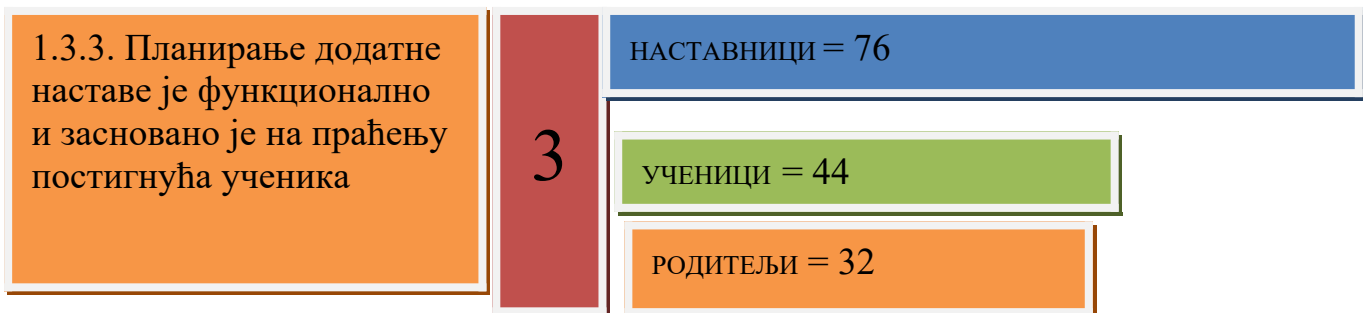 1.3.3. Планирање додатне
наставе је функционално
и засновано је на праћењу
постигнућа ученика
3
НАСТАВНИЦИ = 76
УЧЕНИЦИ = 44
РОДИТЕЉИ = 32